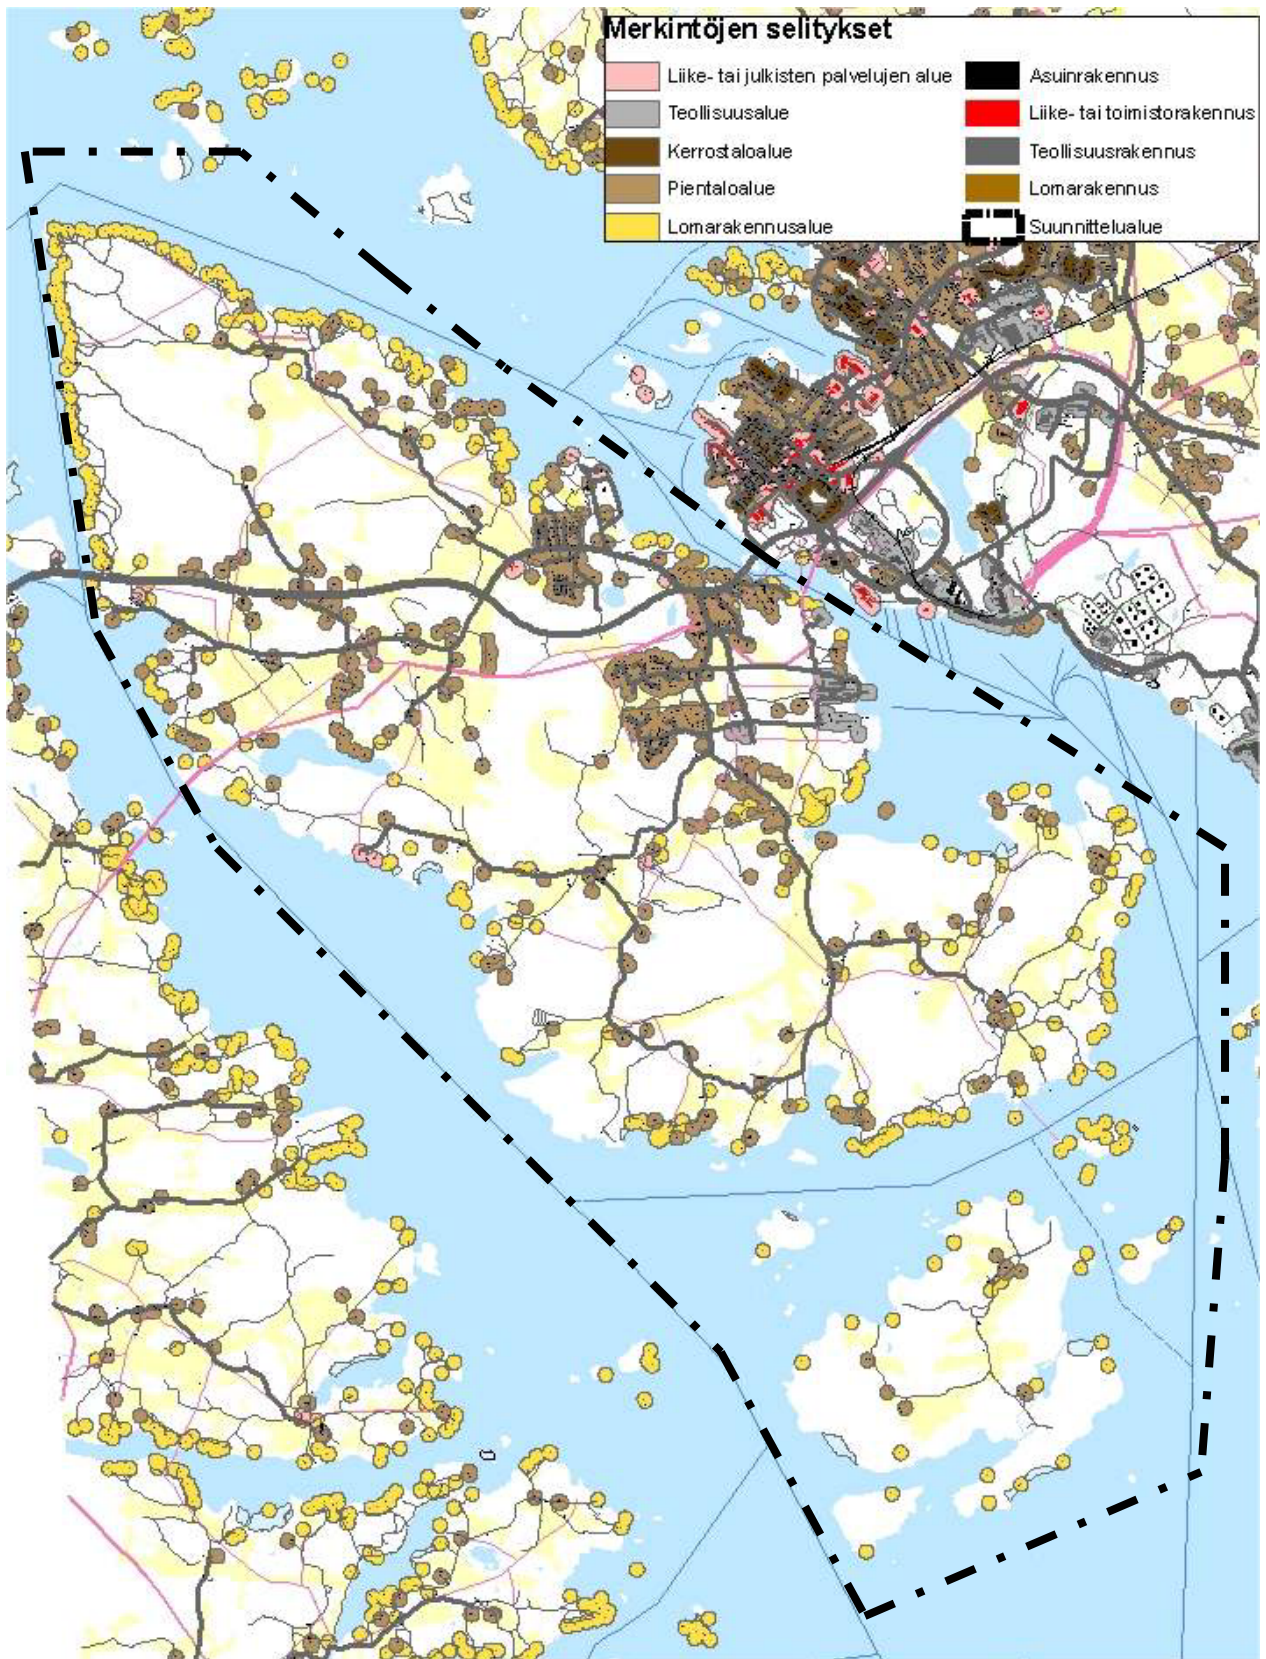 Merkintöjen selitykset
Liike- tai julkisten palvelujen alue
Teollisuusalue
Kerrostaloalue
Pientaloalue
Lomarakennusalue
Asuinrakennus
Liike- tai toimistorakennus
Teollisuusrakennus
Lomarakennus
Suunnittelualue